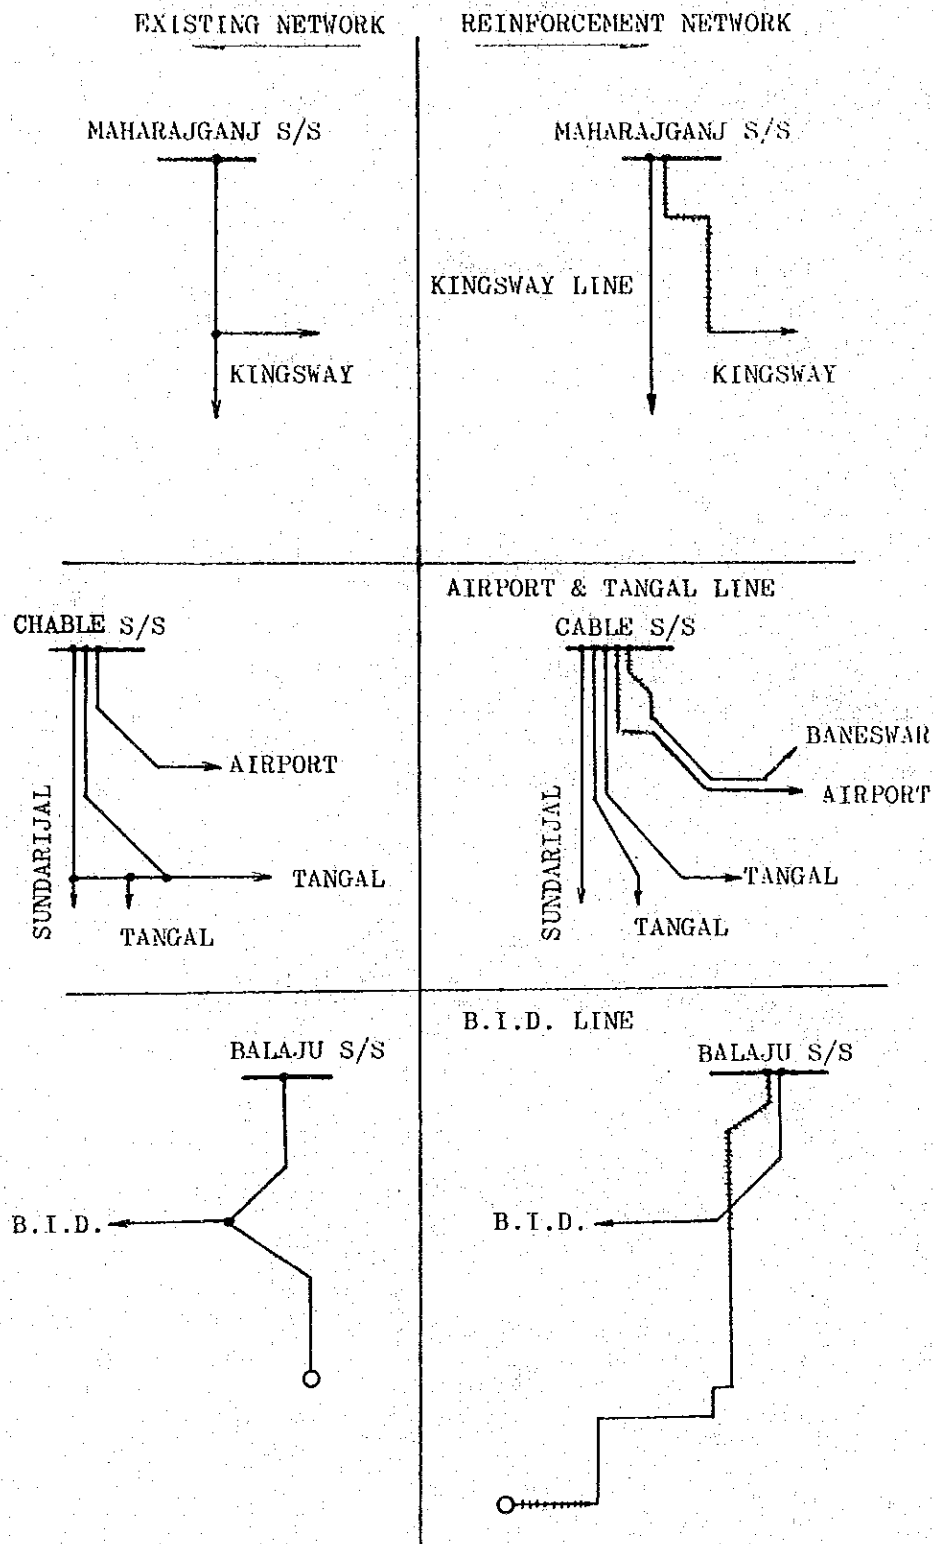 EXISTING NETWORK
REINFORCEMENT NETWORK
MAHARAJGANJ S/S
MAHARAJGANJ S/S
KINGSWAY LINE
KINGSWAY
KINGSWAY
AIRPORT & TANGAL LINE
CHABLE S/S
CABLE S/S
AIRPORT
BANESWAR
AIRPORT
SUNDARIJAL
SUNDARIJAL
TANGAL
TANGAL
TANGAL
TANGAL
B.I.D. LINE
BALAJU S/S
BALAJU S/S
B.I.D.
B.I.D.